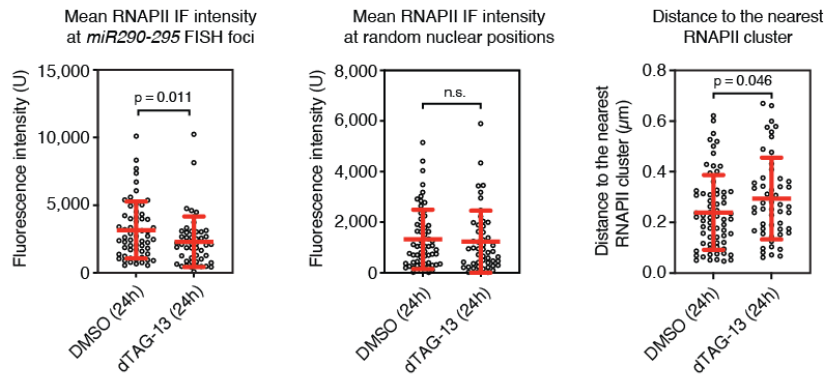 Mean RNAPII IF intensity
at miR290-295 FISH foci
Fluorescence intensity (U)
15,000
10,000
5,000
0
p = 0.011
DMSO (24h)
dTAG-13 (24h)
Mean RNAPII IF intensity
at random nuclear positions
Fluorescence intensity (U)
8,000
6,000
4,000
2,000
0
n.s.
DMSO (24h)
dTAG-13 (24h)
Distance to the nearest
RNAPII cluster
Distance to the nearest
RNAPII cluster (μm)
0.8
0.6
0.4
0.2
0.0
p = 0.046
DMSO (24h)
dTAG-13 (24h)